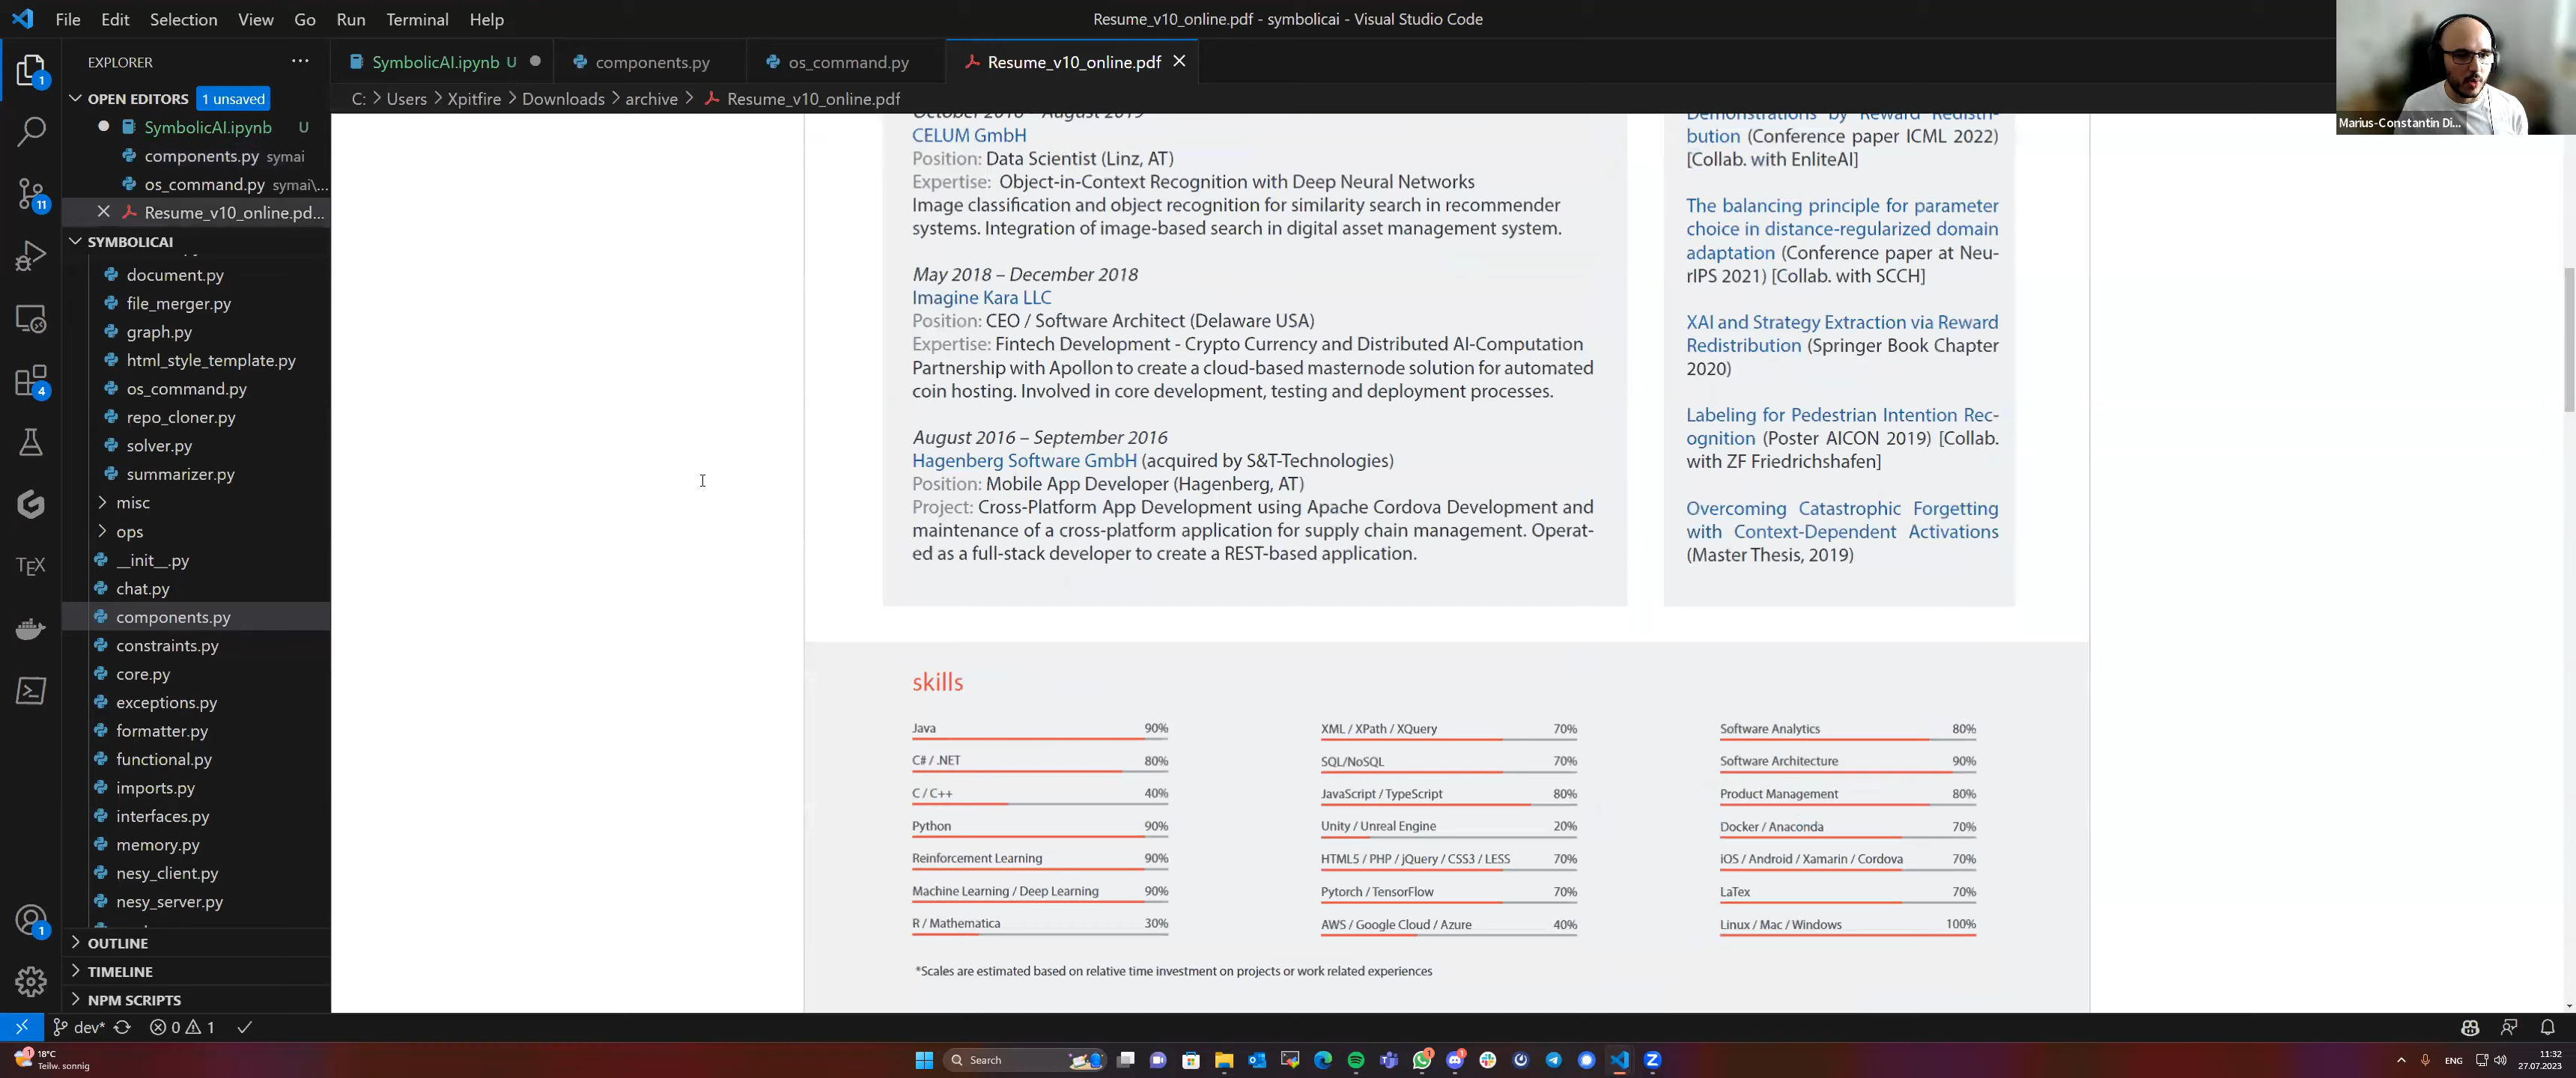 File Edit Selection View Go Run Terminal Help
Resume_v10_online.pdf - symbolicai - Visual Studio Code
Marius-Constantin Di...
EXPLORER
OPEN EDITORS 1 unsaved
SymbolicAI.ipynb U
components.py symai
os_command.py symai\...
Resume_v10_online.pd...
SYMBOLICAI
document.py
file_merger.py
graph.py
html_style_template.py
os_command.py
repo_cloner.py
solver.py
summarizer.py
misc
ops
__init__.py
chat.py
components.py
constraints.py
core.py
exceptions.py
formatter.py
functional.py
imports.py
interfaces.py
memory.py
nesy_client.py
nesy_server.py
OUTLINE
TIMELINE
NPM SCRIPTS
1
11
4
TEX
1
SymbolicAI.ipynb U
components.py
os_command.py
Resume_v10_online.pdf
C: > Users > Xpitfire > Downloads > archive > Resume_v10_online.pdf
CELUM GmbH
Position: Data Scientist (Linz, AT)
Expertise: Object-in-Context Recognition with Deep Neural Networks
Image classification and object recognition for similarity search in recommender
systems. Integration of image-based search in digital asset management system.
May 2018 – December 2018
Imagine Kara LLC
Position: CEO / Software Architect (Delaware USA)
Expertise: Fintech Development - Crypto Currency and Distributed AI-Computation
Partnership with Apollon to create a cloud-based masternode solution for automated
coin hosting. Involved in core development, testing and deployment processes.
August 2016 – September 2016
Hagenberg Software GmbH (acquired by S&T-Technologies)
Position: Mobile App Developer (Hagenberg, AT)
Project: Cross-Platform App Development using Apache Cordova Development and
maintenance of a cross-platform application for supply chain management. Operat-
ed as a full-stack developer to create a REST-based application.
Demonstrations by Reward Redistri-
bution (Conference paper ICML 2022)
[Collab. with EnliteAI]
The balancing principle for parameter
choice in distance-regularized domain
adaptation (Conference paper at Neu-
rIPS 2021) [Collab. with SCCH]
XAI and Strategy Extraction via Reward
Redistribution (Springer Book Chapter
2020)
Labeling for Pedestrian Intention Rec-
ognition (Poster AICON 2019) [Collab.
with ZF Friedrichshafen]
Overcoming Catastrophic Forgetting
with Context-Dependent Activations
(Master Thesis, 2019)
skills
Java 90%
C# / .NET 80%
C / C++ 40%
Python 90%
Reinforcement Learning 90%
Machine Learning / Deep Learning 90%
R / Mathematica 30%
XML / XPath / XQuery 70%
SQL/NoSQL 70%
JavaScript / TypeScript 80%
Unity / Unreal Engine 20%
HTML5 / PHP / jQuery / CSS3 / LESS 70%
Pytorch / TensorFlow 70%
AWS / Google Cloud / Azure 40%
Software Analytics 80%
Software Architecture 90%
Product Management 80%
Docker / Anaconda 70%
iOS / Android / Xamarin / Cordova 70%
LaTex 70%
Linux / Mac / Windows 100%
*Scales are estimated based on relative time investment on projects or work related experiences
dev* 0 1
1 18°C
Teilw. sonnig
Search
ENG
11:32
27.07.2023